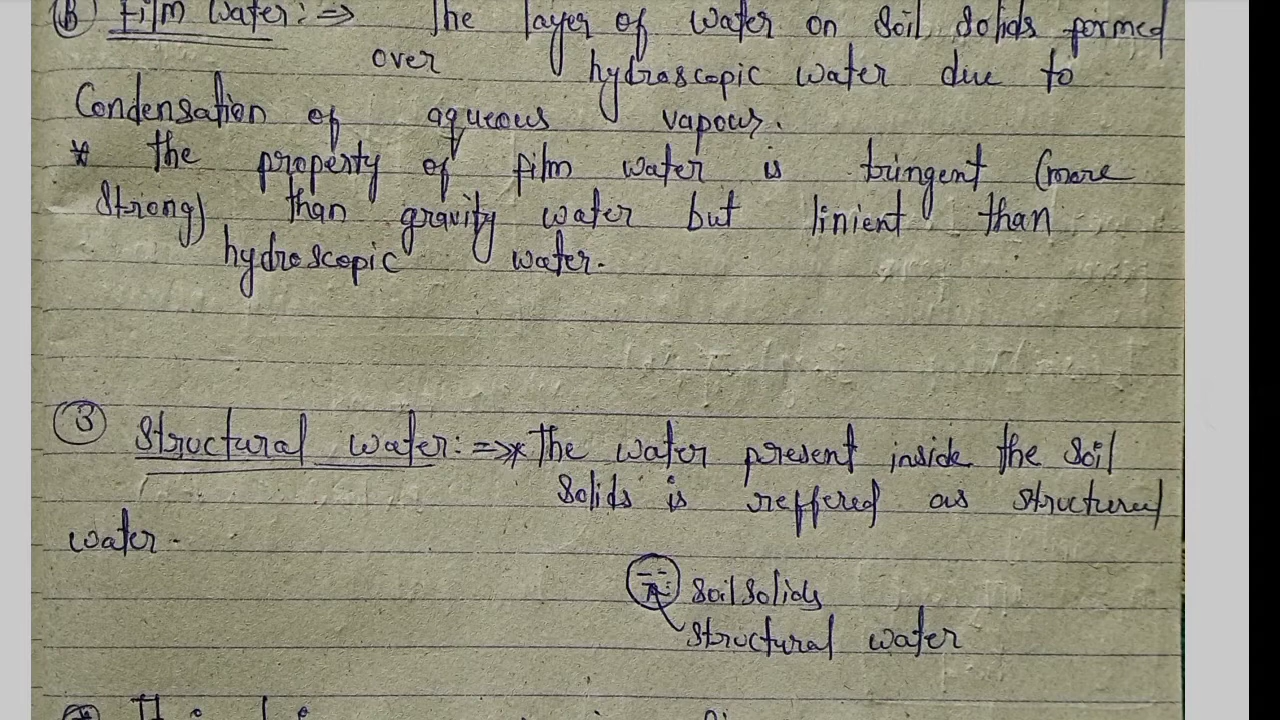 (B) Film Water:⇒ The layer of water on soil solids formed
over hydroscopic water due to
Condensation of aqueous vapour.
* the property of film water is tringent (more
strong) than gravity water but linient than
hydroscopic water.
(3) Structural water:⇒* The water present inside the soil
solids is reffered as structured
water.
Soil solids
structural water